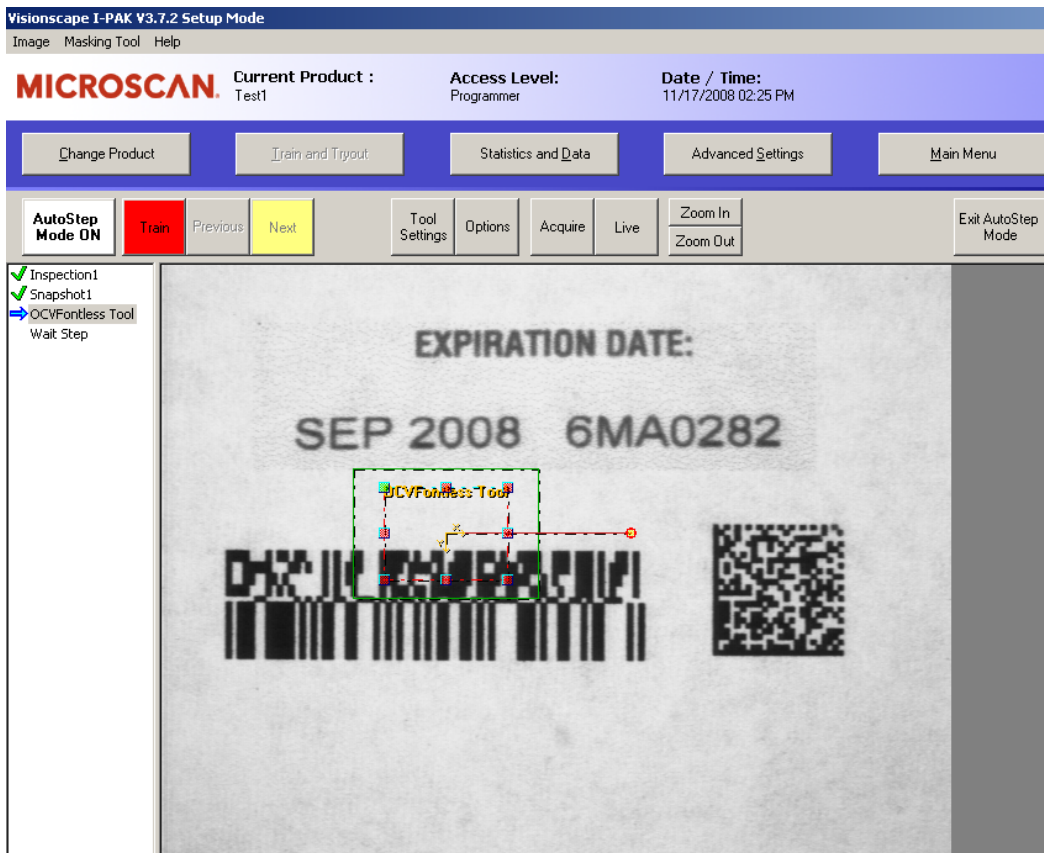 Visionscape I-PAK V3.7.2 Setup Mode
Image Masking Tool Help
MICROSCAN. Current Product : Access Level: Date / Time:
Test1 Programmer 11/17/2008 02:25 PM
Change Product Train and Tryout Statistics and Data Advanced Settings Main Menu
AutoStep Mode ON Train Previous Next Tool Settings Options Acquire Live Zoom In Zoom Out Exit AutoStep Mode
Inspection1
Snapshot1
OCVFontless Tool
Wait Step
EXPIRATION DATE:
SEP 2008 6MA0282
OCVFontless Tool
X
Y